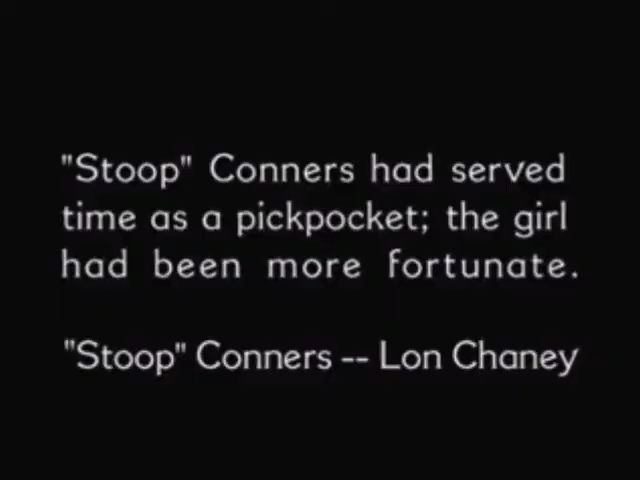 "Stoop" Conners had served
time as a pickpocket; the girl
had been more fortunate.
"Stoop" Conners -- Lon Chaney